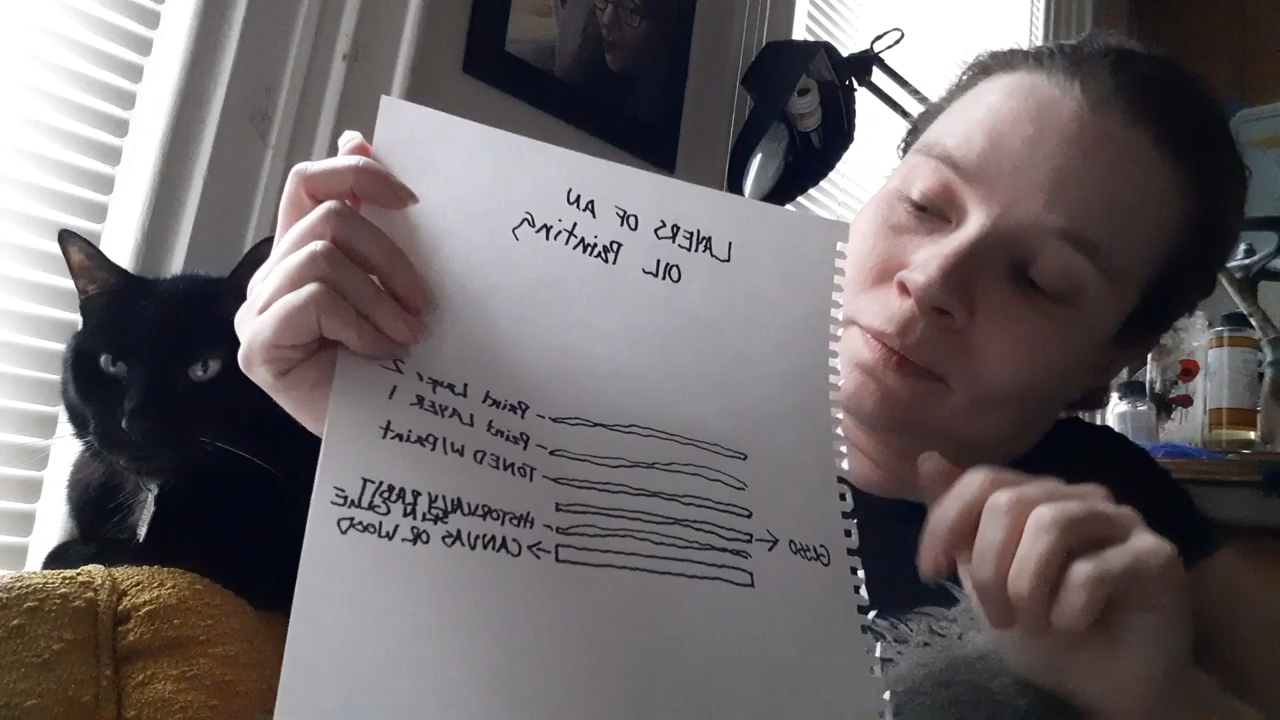 LAYERS OF AN
OIL Painting
Paint Layer 2
Paint LAYER 1
TONED W/Paint
HISTORICALLY RABIT
SKIN GLUE
CANVAS OR WOOD
GESSO